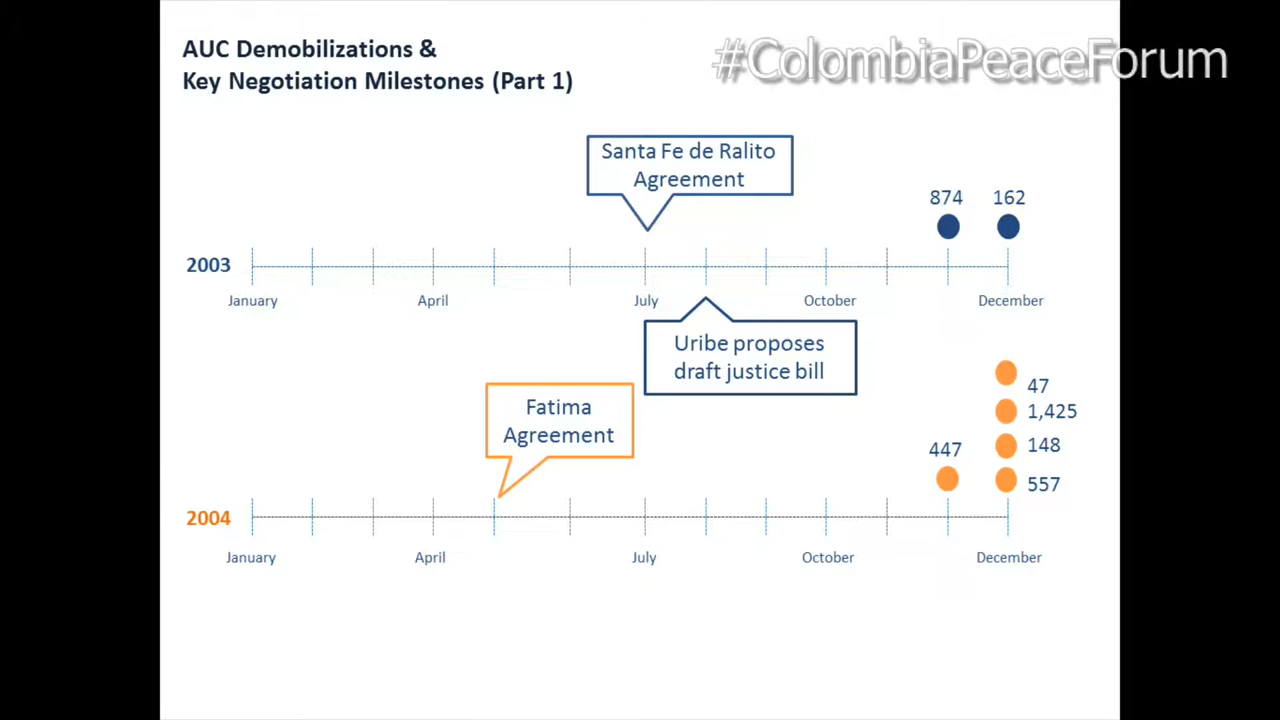 AUC Demobilizations &
Key Negotiation Milestones (Part 1)
#ColombiaPeaceForum
Santa Fe de Ralito
Agreement
874
162
2003
January
April
July
October
December
Uribe proposes
draft justice bill
Fatima
Agreement
47
1,425
447
148
557
2004
January
April
July
October
December